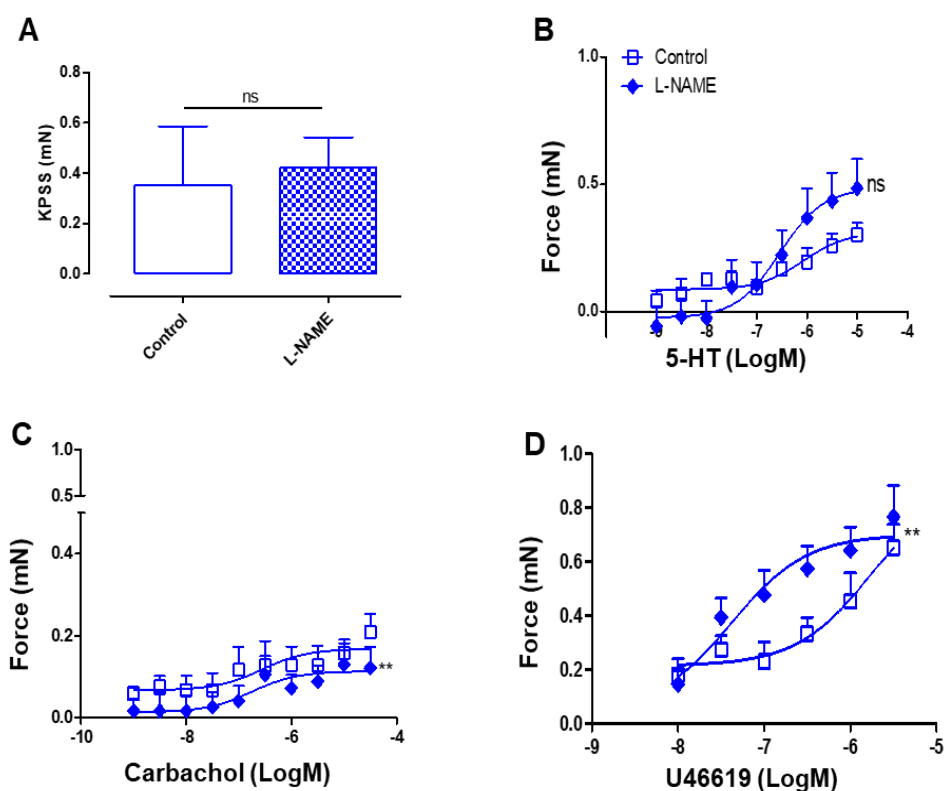 A
KPSS (mN)
0.8
0.6
0.4
0.2
0.0
ns
Control
L-NAME
B
Control
L-NAME
Force (mN)
1.0
0.5
0.0
ns
-9 -8 -7 -6 -5 -4
5-HT (LogM)
C
Force (mN)
1.0
0.5
0.4
0.2
0.0
**
-10 -8 -6 -4
Carbachol (LogM)
D
Force (mN)
1.0
0.8
0.6
0.4
0.2
0.0
**
-9 -8 -7 -6 -5
U46619 (LogM)